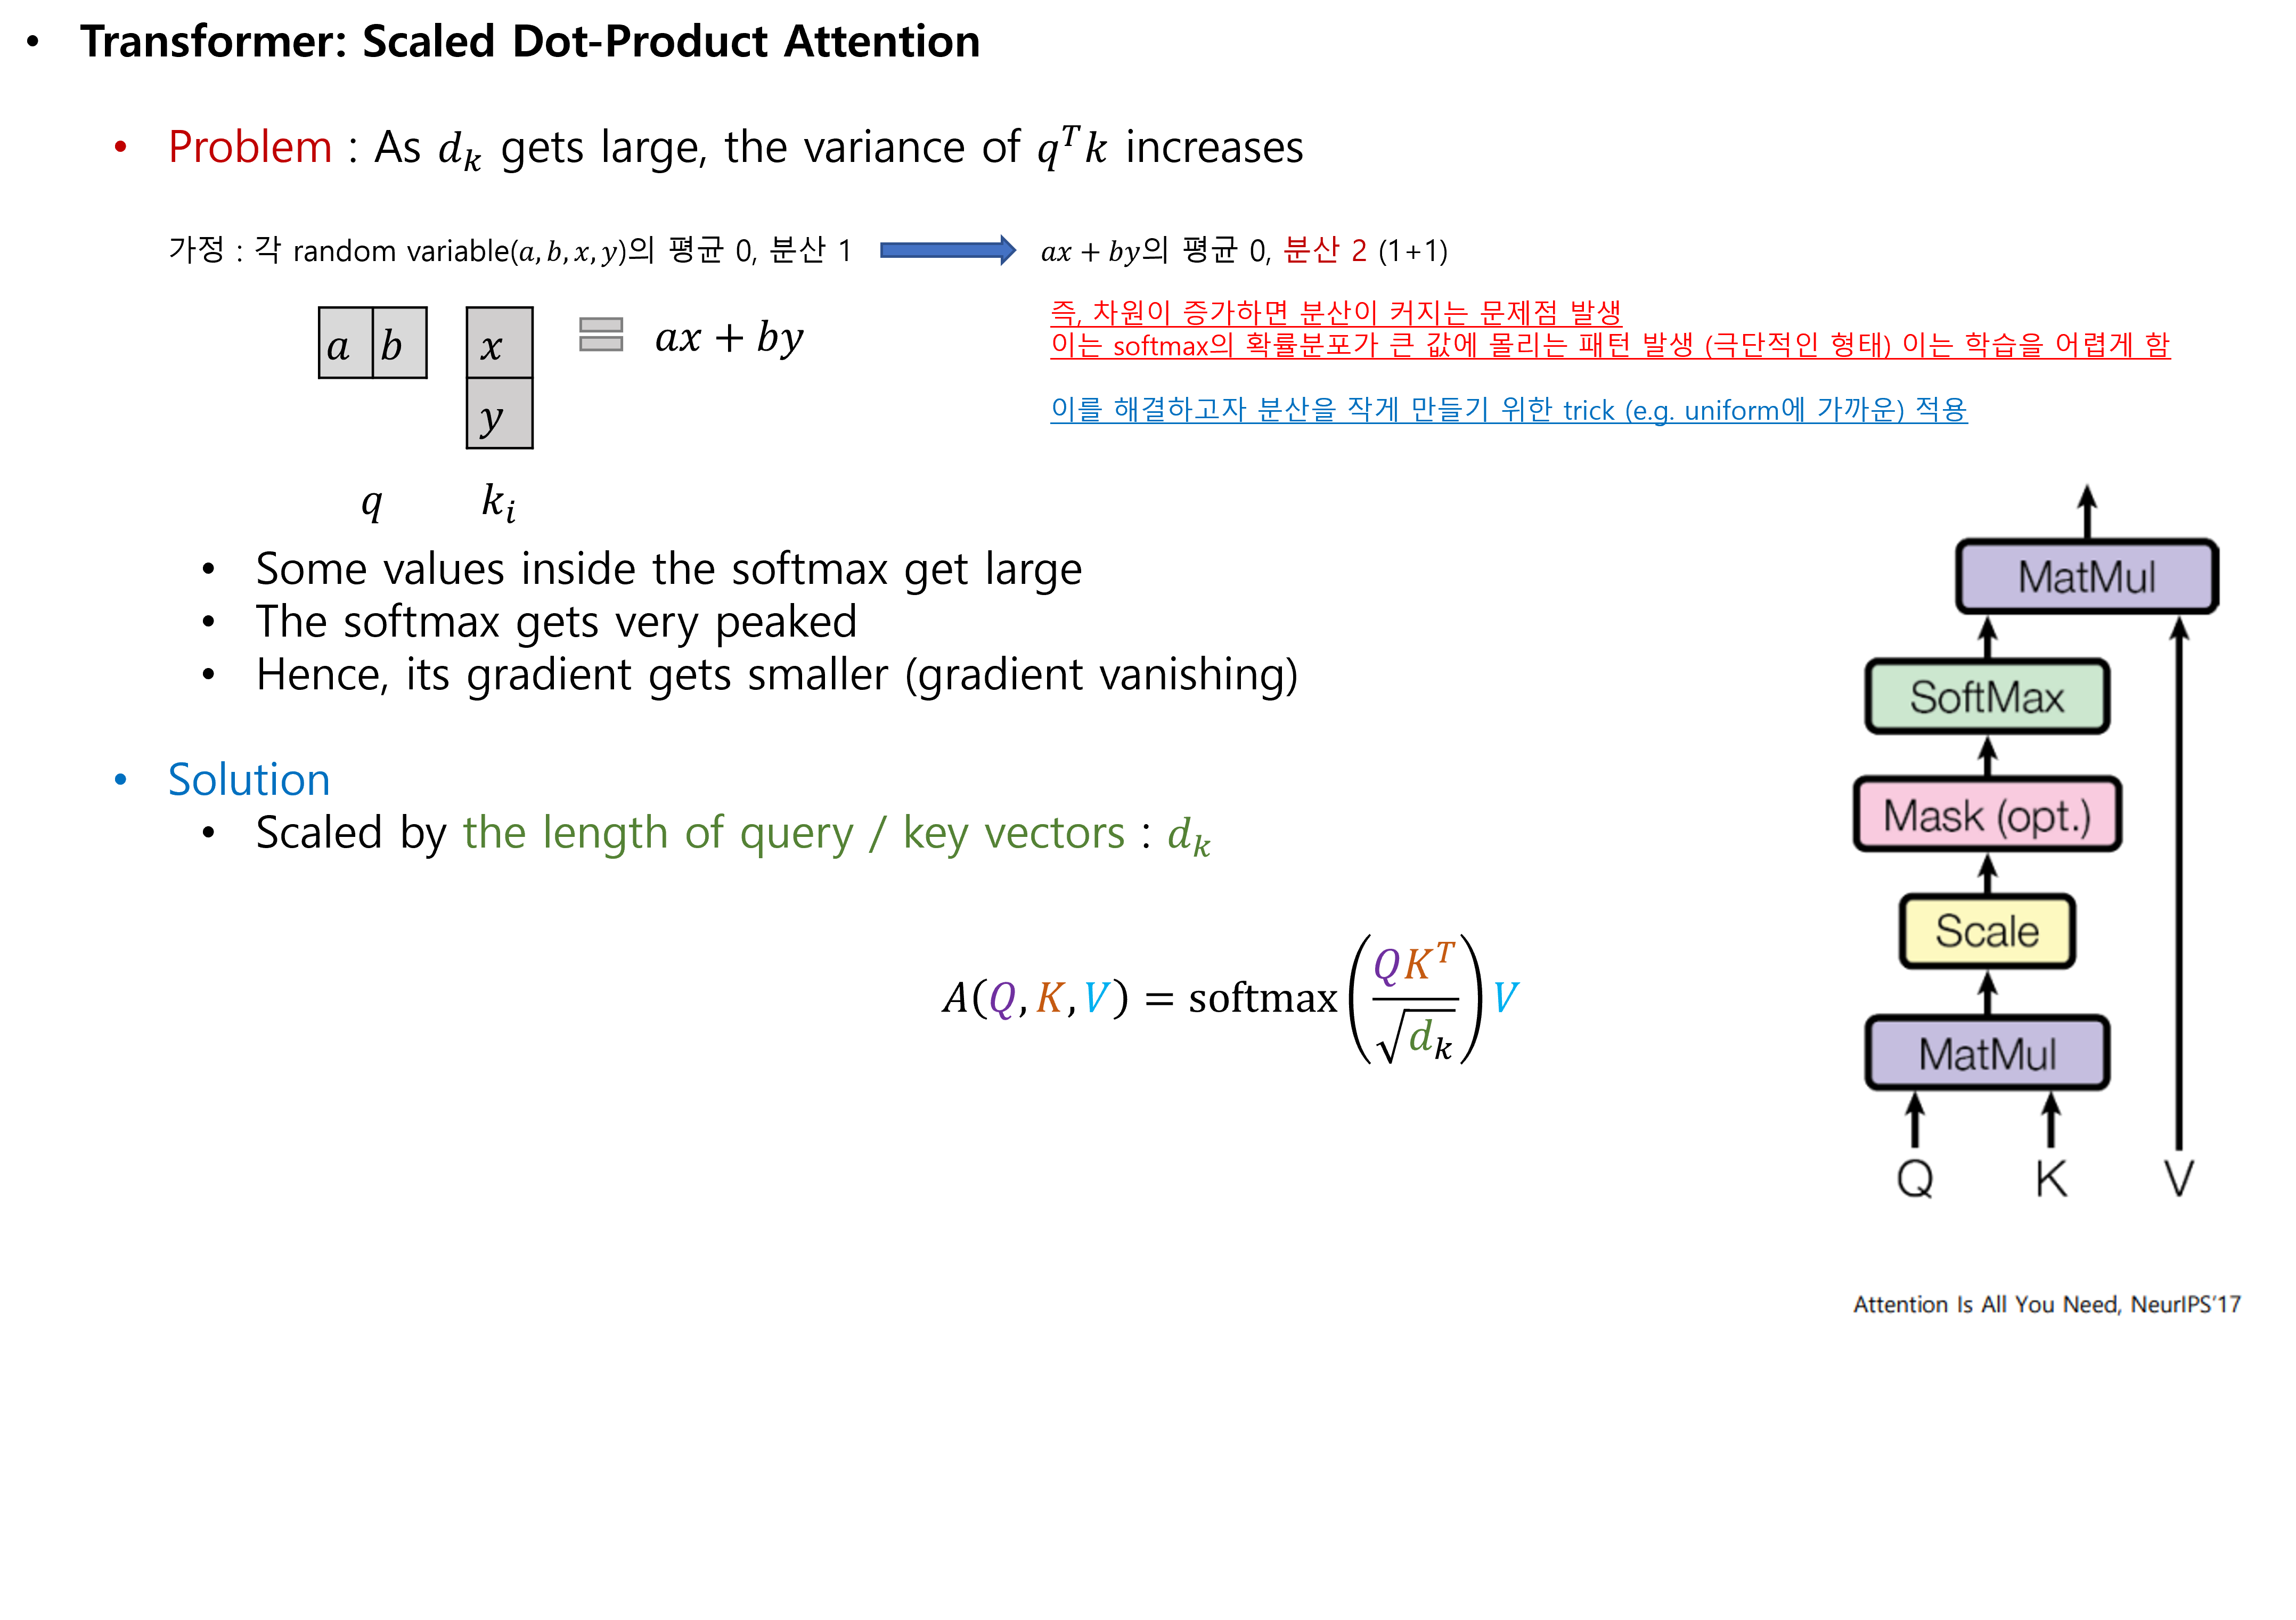 • Transformer: Scaled Dot-Product Attention
• Problem : As $d_k$ gets large, the variance of $q^T k$ increases
가정 : 각 random variable($a, b, x, y$)의 평균 0, 분산 1
$ax + by$의 평균 0, 분산 2 (1+1)
즉, 차원이 증가하면 분산이 커지는 문제점 발생
이는 softmax의 확률분포가 큰 값에 몰리는 패턴 발생 (극단적인 형태) 이는 학습을 어렵게 함
이를 해결하고자 분산을 작게 만들기 위한 trick (e.g. uniform에 가까운) 적용
$a$ $b$ $x$ = $ax + by$
$y$
$q$ $k_i$
• Some values inside the softmax get large
• The softmax gets very peaked
• Hence, its gradient gets smaller (gradient vanishing)
• Solution
• Scaled by the length of query / key vectors : $d_k$
$A(Q, K, V) = \text{softmax}\left(\frac{QK^T}{\sqrt{d_k}}\right)V$
MatMul
SoftMax
Mask (opt.)
Scale
MatMul
Q K V
Attention Is All You Need, NeurIPS’17